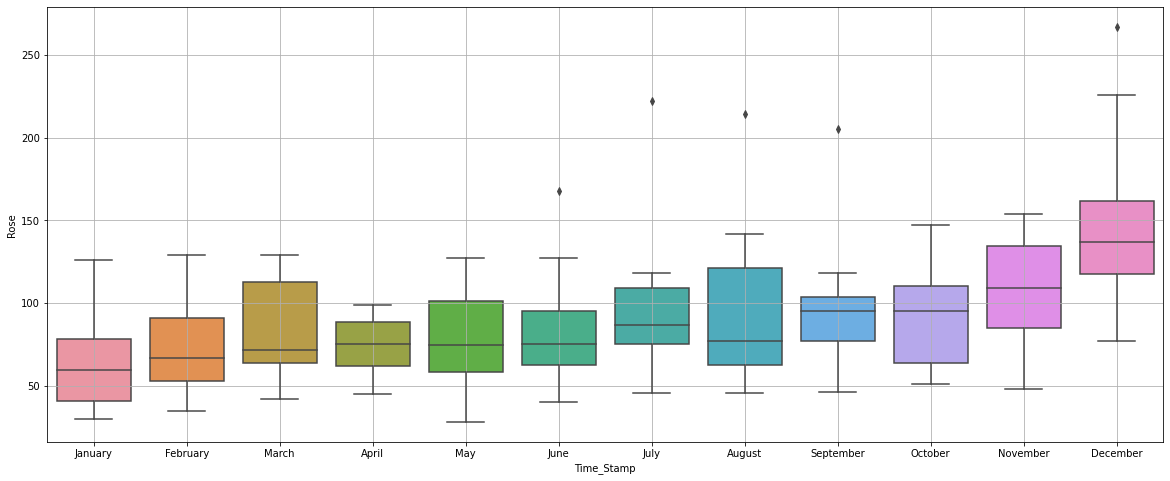 250
200
150
100
50
Rose
January February March April May June July August September October November December
Time_Stamp